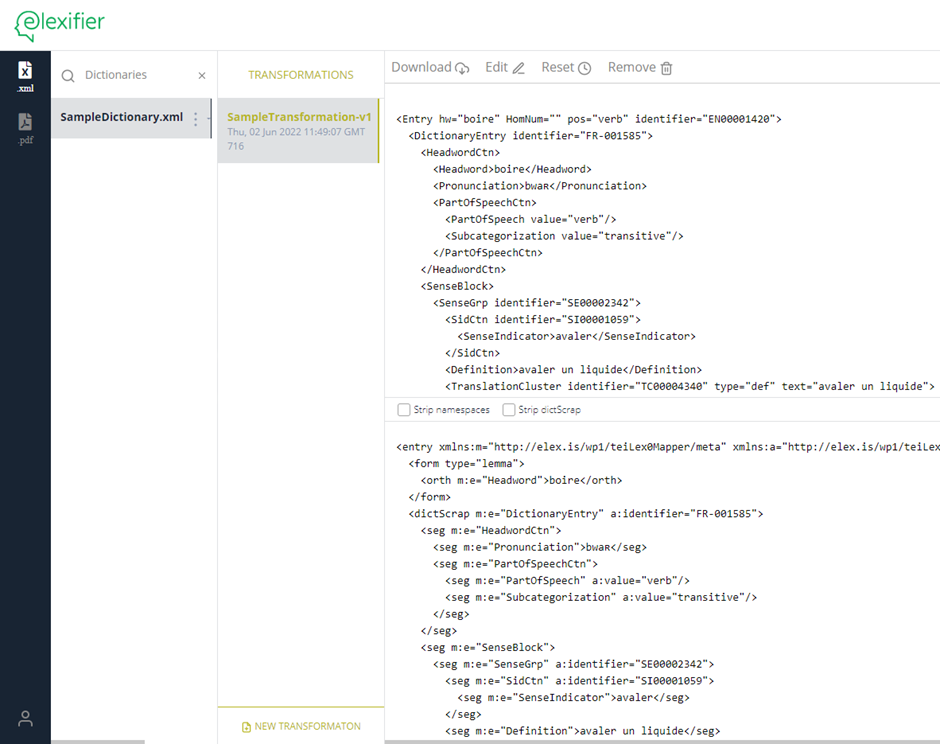 elexifier
.xml
.pdf
Dictionaries
SampleDictionary.xml
TRANSFORMATIONS
SampleTransformation-v1
Thu, 02 Jun 2022 11:49:07 GMT
716
NEW TRANSFORMATON
Download Edit Reset Remove
<Entry hw="boire" HomNum="" pos="verb" identifier="EN00001420">
<DictionaryEntry identifier="FR-001585">
<HeadwordCtn>
<Headword>boire</Headword>
<Pronunciation>bwaʀ</Pronunciation>
<PartOfSpeechCtn>
<PartOfSpeech value="verb"/>
<Subcategorization value="transitive"/>
</PartOfSpeechCtn>
</HeadwordCtn>
<SenseBlock>
<SenseGrp identifier="SE00002342">
<SidCtn identifier="SI00001059">
<SenseIndicator>avaler</SenseIndicator>
</SidCtn>
<Definition>avaler un liquide</Definition>
<TranslationCluster identifier="TC00004340" type="def" text="avaler un liquide">
Strip namespaces Strip dictScrap
<entry xmlns:m="http://elex.is/wp1/teiLex0Mapper/meta" xmlns:a="http://elex.is/wp1/teiLex
<form type="lemma">
<orth m:e="Headword">boire</orth>
</form>
<dictScrap m:e="DictionaryEntry" a:identifier="FR-001585">
<seg m:e="HeadwordCtn">
<seg m:e="Pronunciation">bwaʀ</seg>
<seg m:e="PartOfSpeechCtn">
<seg m:e="PartOfSpeech" a:value="verb"/>
<seg m:e="Subcategorization" a:value="transitive"/>
</seg>
</seg>
<seg m:e="SenseBlock">
<seg m:e="SenseGrp" a:identifier="SE00002342">
<seg m:e="SidCtn" a:identifier="SI00001059">
<seg m:e="SenseIndicator">avaler</seg>
</seg>
<seg m:e="Definition">avaler un liquide</seg>